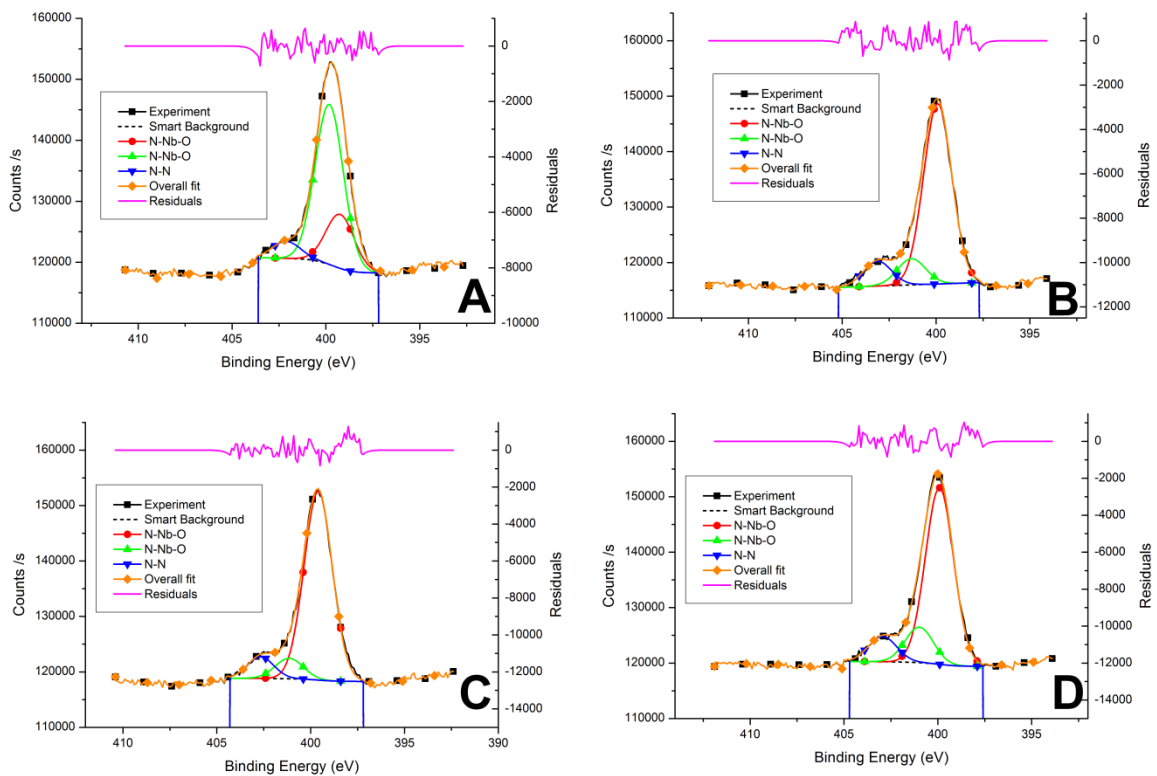 160000
150000
140000
130000
120000
110000
Counts /s
0
-2000
-4000
-6000
-8000
-10000
Residuals
Experiment
Smart Background
N-Nb-O
N-Nb-O
N-N
Overall fit
Residuals
A
410
405
400
395
Binding Energy (eV)
160000
150000
140000
130000
120000
110000
Counts /s
0
-2000
-4000
-6000
-8000
-10000
Residuals
Experiment
Smart Background
N-Nb-O
N-Nb-O
N-N
Overall fit
Residuals
B
410
405
400
395
Binding Energy (eV)
160000
150000
140000
130000
120000
110000
Counts /s
0
-2000
-4000
-6000
-8000
-10000
-12000
-14000
Residuals
Experiment
Smart Background
N-Nb-O
N-Nb-O
N-N
Overall fit
Residuals
C
410
405
400
395
390
Binding Energy (eV)
160000
150000
140000
130000
120000
110000
Counts /s
0
-2000
-4000
-6000
-8000
-10000
-12000
-14000
Residuals
Experiment
Smart Background
N-Nb-O
N-Nb-O
N-N
Overall fit
Residuals
D
410
405
400
395
Binding Energy (eV)